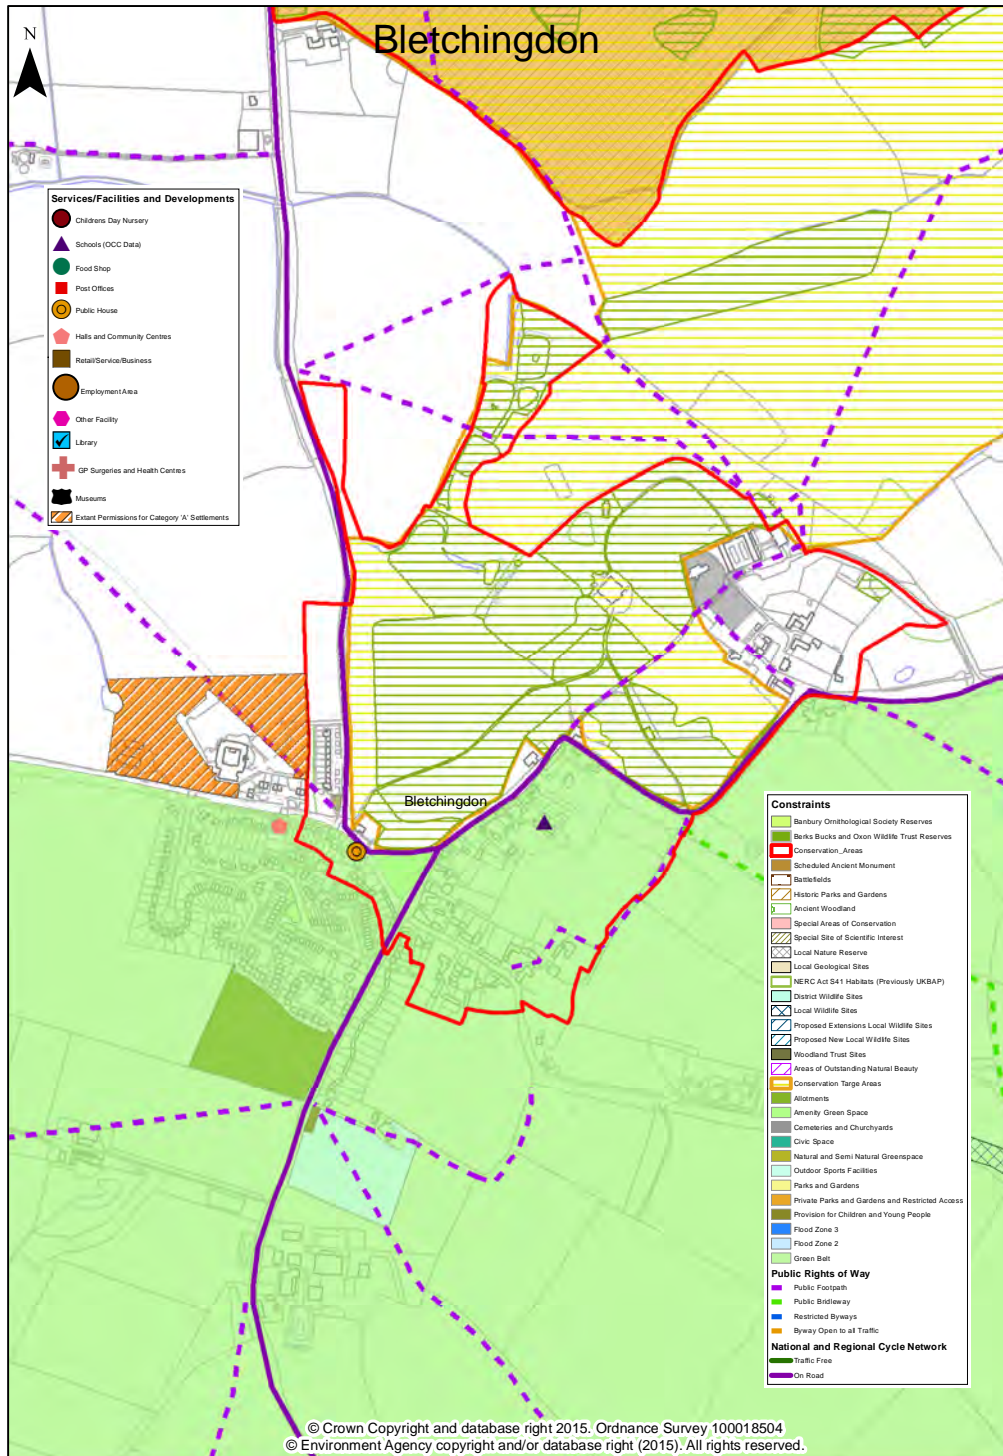 Bletchingdon
N
Services/Facilities and Developments
Childrens Day Nursery
Schools (OCC Data)
Food Shop
Post Offices
Public House
Halls and Community Centres
Retail/Service/Business
Employment Area
Other Facility
Library
GP Surgeries and Health Centres
Museums
Extant Permissions for Category 'A' Settlements
Bletchingdon
Constraints
Banbury Ornithological Society Reserves
Berks Bucks and Oxon Wildlife Trust Reserves
Conservation_Areas
Scheduled Ancient Monument
Battlefields
Historic Parks and Gardens
Ancient Woodland
Special Areas of Conservation
Special Site of Scientific Interest
Local Nature Reserve
Local Geological Sites
NERC Act S41 Habitats (Previously UKBAP)
District Wildlife Sites
Local Wildlife Sites
Proposed Extensions Local Wildlife Sites
Proposed New Local Wildlife Sites
Woodland Trust Sites
Areas of Outstanding Natural Beauty
Conservation Targe Areas
Allotments
Amenity Green Space
Cemeteries and Churchyards
Civic Space
Natural and Semi Natural Greenspace
Outdoor Sports Facilities
Parks and Gardens
Private Parks and Gardens and Restricted Access
Provision for Children and Young People
Flood Zone 3
Flood Zone 2
Green Belt
Public Rights of Way
Public Footpath
Public Bridleway
Restricted Byways
Byway Open to all Traffic
National and Regional Cycle Network
Traffic Free
On Road
© Crown Copyright and database right 2015. Ordnance Survey 100018504
© Environment Agency copyright and/or database right (2015). All rights reserved.